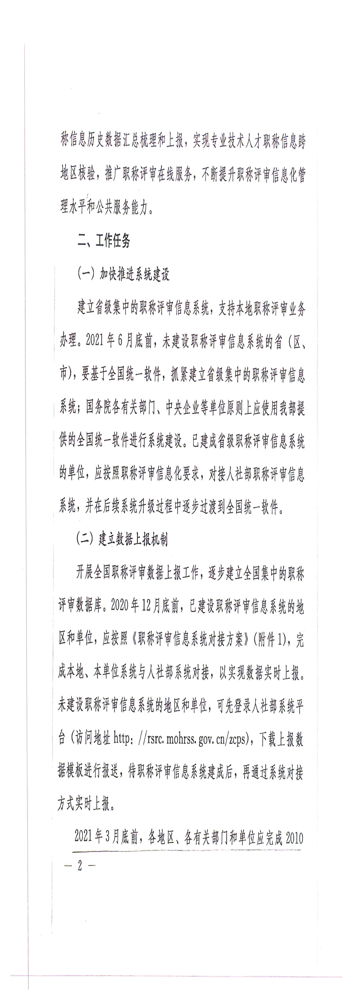 称信息历史数据汇总梳理和上报，实现专业技术人才职称信息跨
地区核验，推广职称评审在线服务，不断提升职称评审信息化管
理水平和公共服务能力。
二、工作任务
（一）加快推进系统建设
建立省级集中的职称评审信息系统，支持本地职称评审业务
办理。2021年6月底前，未建设职称评审信息系统的省（区、
市），要基于全国统一软件，抓紧建立省级集中的职称评审信息
系统；国务院各有关部门、中央企业等单位原则上应使用我部提
供的全国统一软件进行系统建设。已建成省级职称评审信息系统
的单位，应按照职称评审信息化要求，对接人社部职称评审信息
系统，并在后续系统升级过程中逐步过渡到全国统一软件。
（二）建立数据上报机制
开展全国职称评审数据上报工作，逐步建立全国集中的职称
评审数据库。2020年12月底前，已建设职称评审信息系统的地
区和单位，应按照《职称评审信息系统对接方案》（附件1），完
成本地、本单位系统与人社部系统对接，以实现数据实时上报。
未建设职称评审信息系统的地区和单位，可先登录人社部系统平
台（访问地址 http：//rsrc.mohrss.gov.cn/zcps），下载上报数
据模板进行报送，待职称评审信息系统建成后，再通过系统对接
方式实时上报。
2021年3月底前，各地区、各有关部门和单位应完成2010
— 2 —